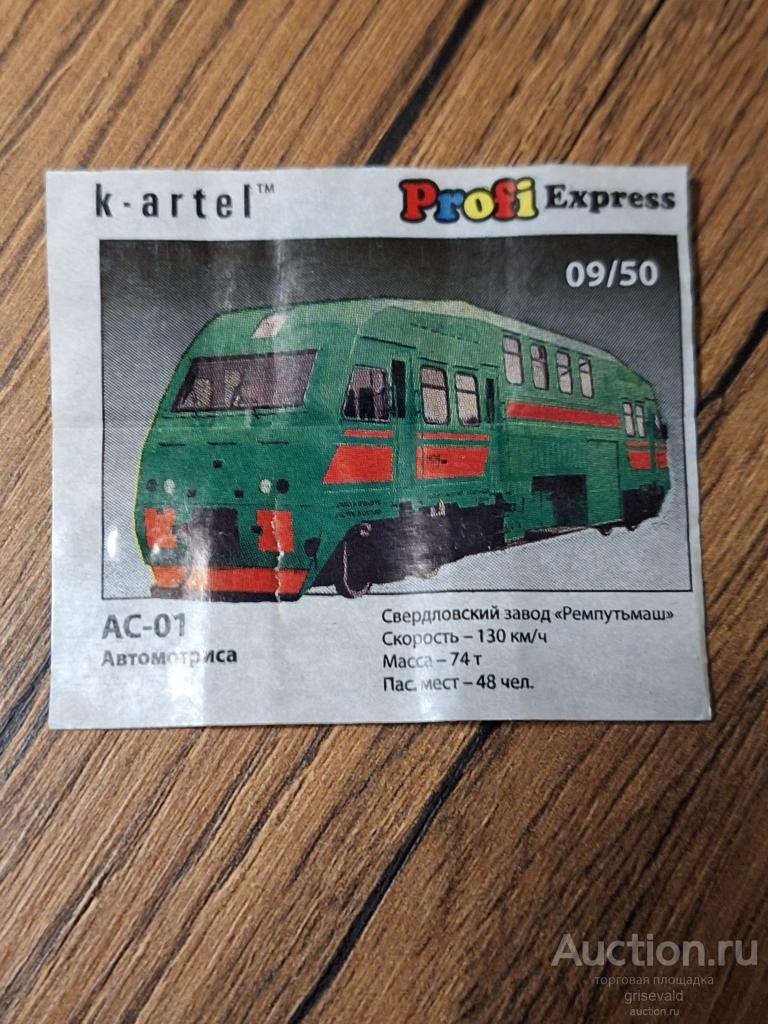 k-artel™
Profi Express
09/50
АС-01
Автомотриса
Свердловский завод «Ремпутьмаш»
Скорость – 130 км/ч
Масса – 74 т
Пас. мест – 48 чел.
Auction.ru
торговая площадка
grisevald
auction.ru